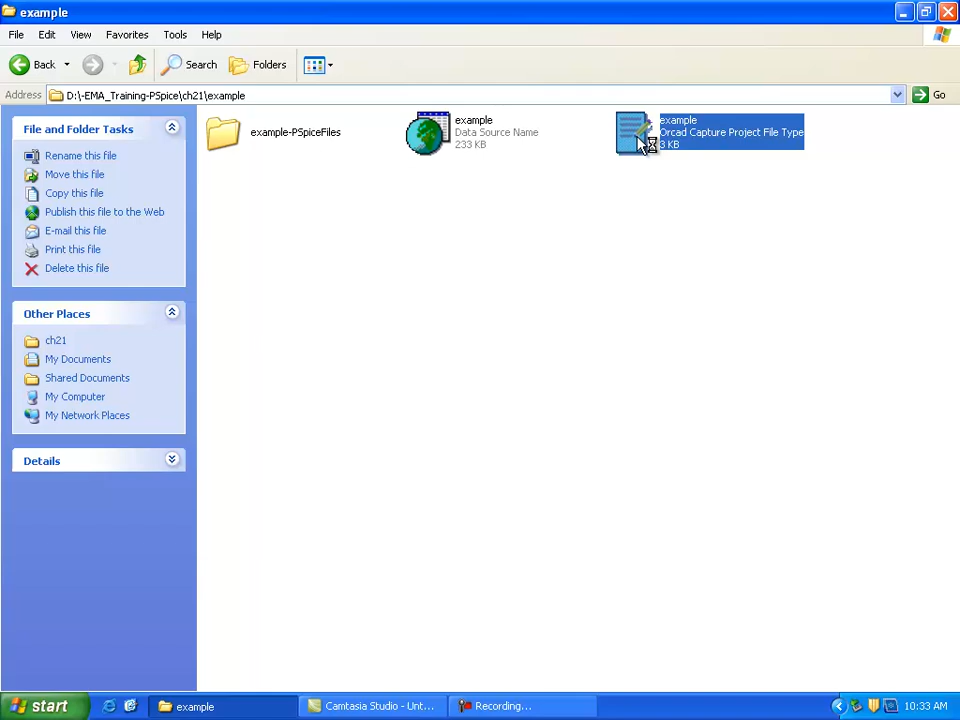 example
File Edit View Favorites Tools Help
Back Search Folders
Address D:\-EMA_Training-PSpice\ch21\example Go
File and Folder Tasks
Rename this file
Move this file
Copy this file
Publish this file to the Web
E-mail this file
Print this file
Delete this file
Other Places
ch21
My Documents
Shared Documents
My Computer
My Network Places
Details
example-PSpiceFiles
example
Data Source Name
233 KB
example
Orcad Capture Project File Type
3 KB
start example Camtasia Studio - Unt... Recording... 10:33 AM